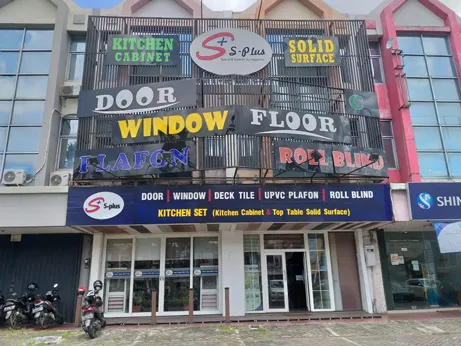 KITCHEN
CABINET
S+
S-Plus
SOLID
SURFACE
DOOR
FLOOR
WINDOW
PLAFON
ROLL BLIND
S+
S-plus
DOOR | WINDOW | DECK TILE | UPVC PLAFON | ROLL BLIND
KITCHEN SET (Kitchen Cabinet & Top Table Solid Surface)
S
SHIN